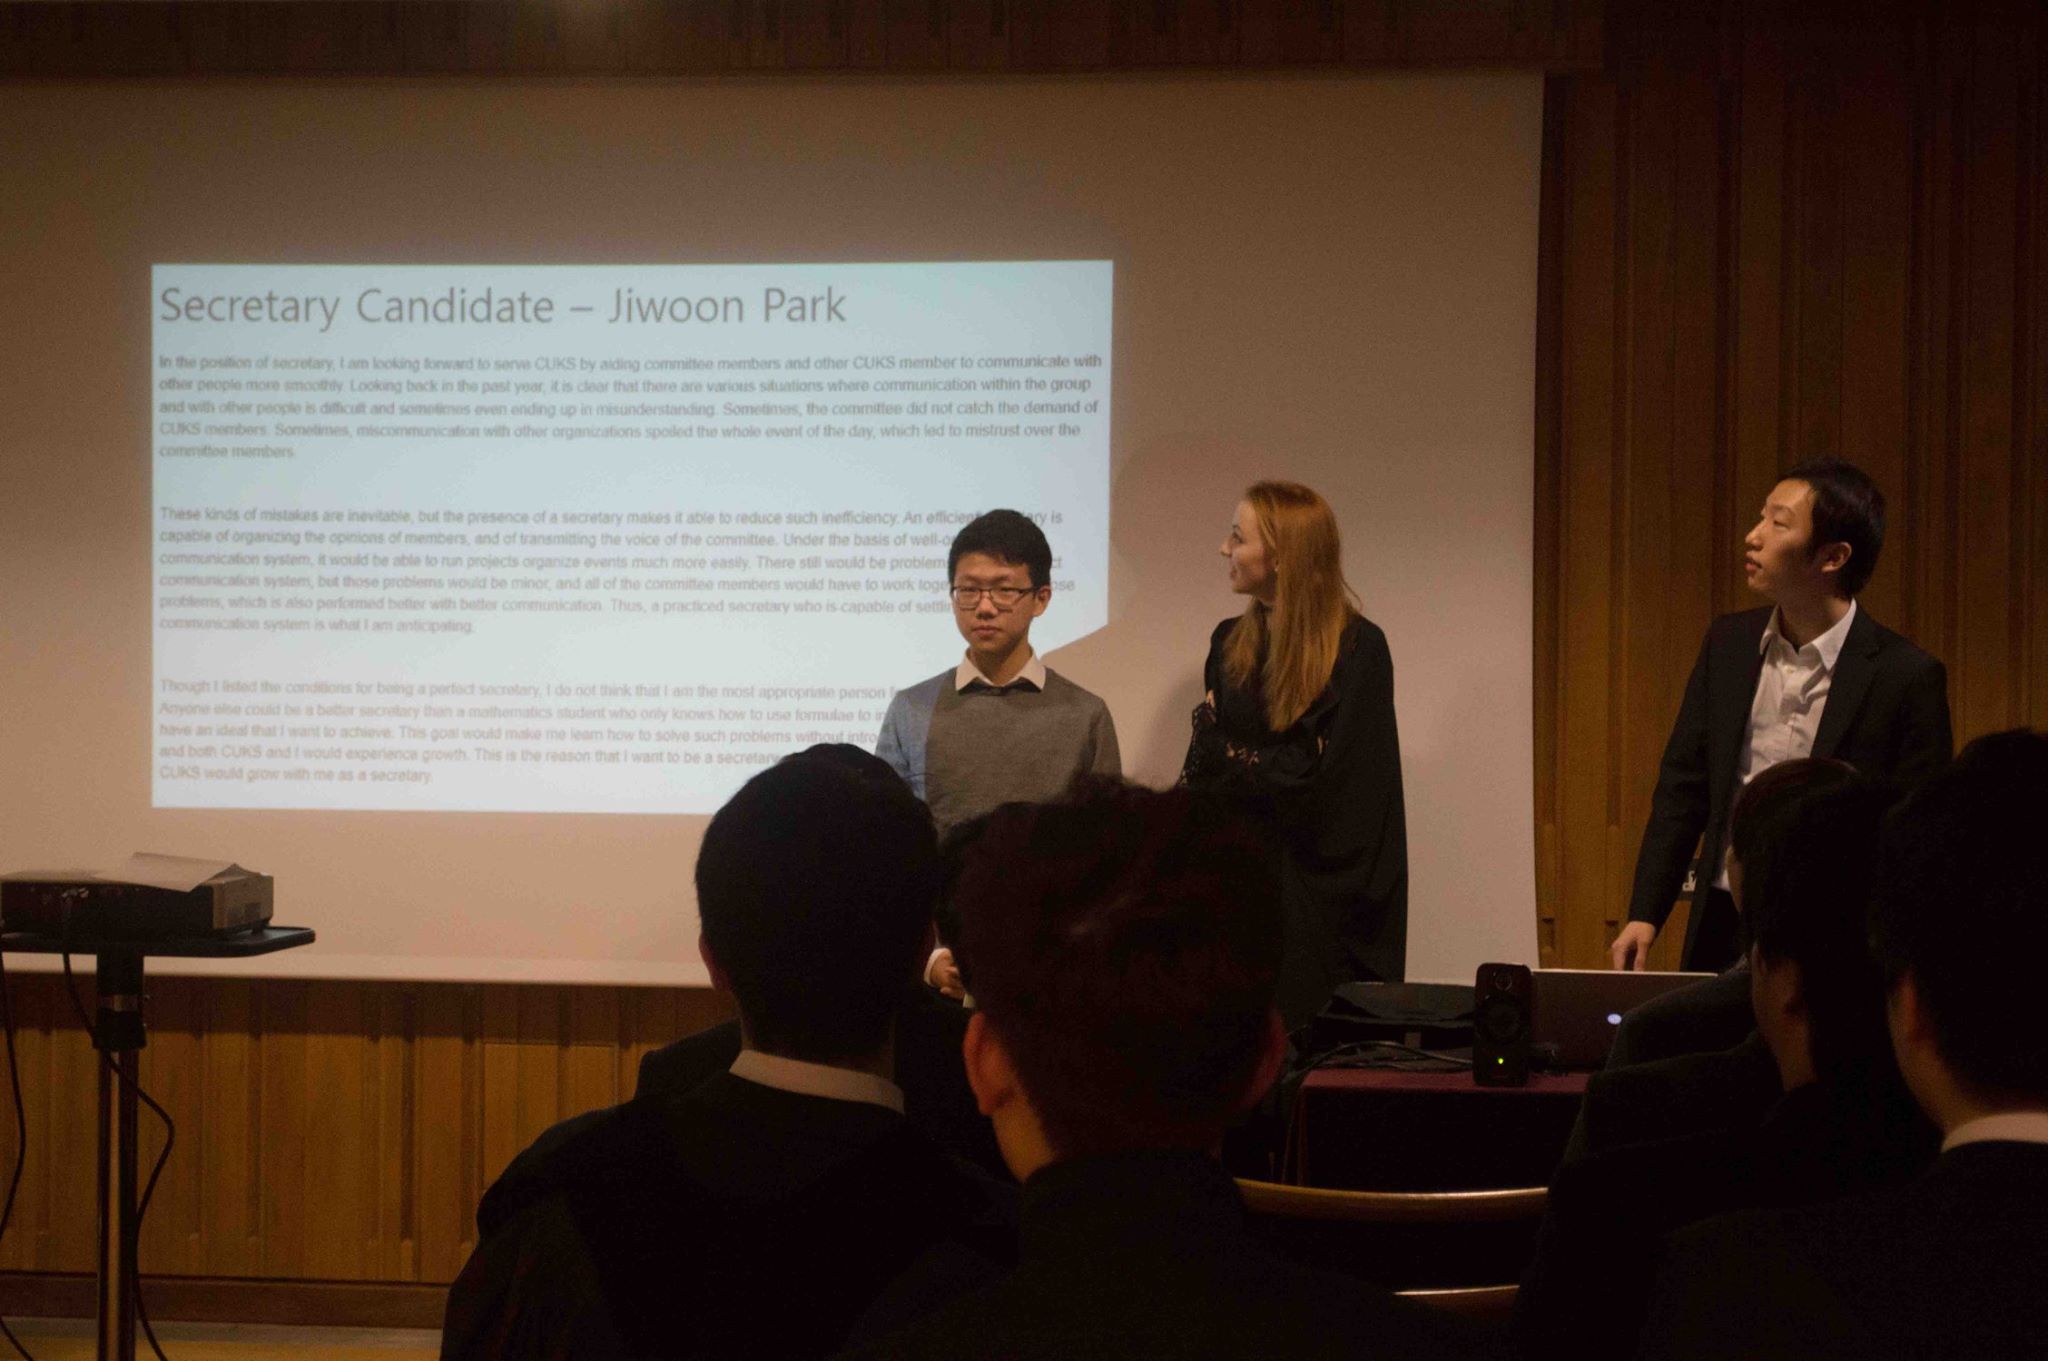 Secretary Candidate – Jiwoon Park
In the position of secretary, I am looking forward to serve CUKS by aiding committee members and other CUKS member to communicate with
other people more smoothly. Looking back in the past year, it is clear that there are various situations where communication within the group
and with other people is difficult and sometimes even ending up in misunderstanding. Sometimes, the committee did not catch the demand of
CUKS members. Sometimes, miscommunication with other organizations spoiled the whole event of the day, which led to mistrust over the
committee members.
These kinds of mistakes are inevitable, but the presence of a secretary makes it able to reduce such inefficiency. An is
capable of organizing the opinions of members, and of transmitting the voice of the committee. Under the basis of
communication system, it would be able to run projects organize events much more easily. There still would be
communication system, but those problems would be minor, and all of the committee members would have to work
problems, which is also performed better with better communication. Thus, a practiced secretary who is capable of
communication system is what I am anticipating.
Though I listed the conditions for being a perfect secretary, I do not think that I am the most appropriate person
Anyone else could be a better secretary than a mathematics student who only knows how to use formulae to
have an ideal that I want to achieve. This goal would make me learn how to solve such problems without
and both CUKS and I would experience growth. This is the reason that I want to be a secretary
CUKS would grow with me as a secretary.